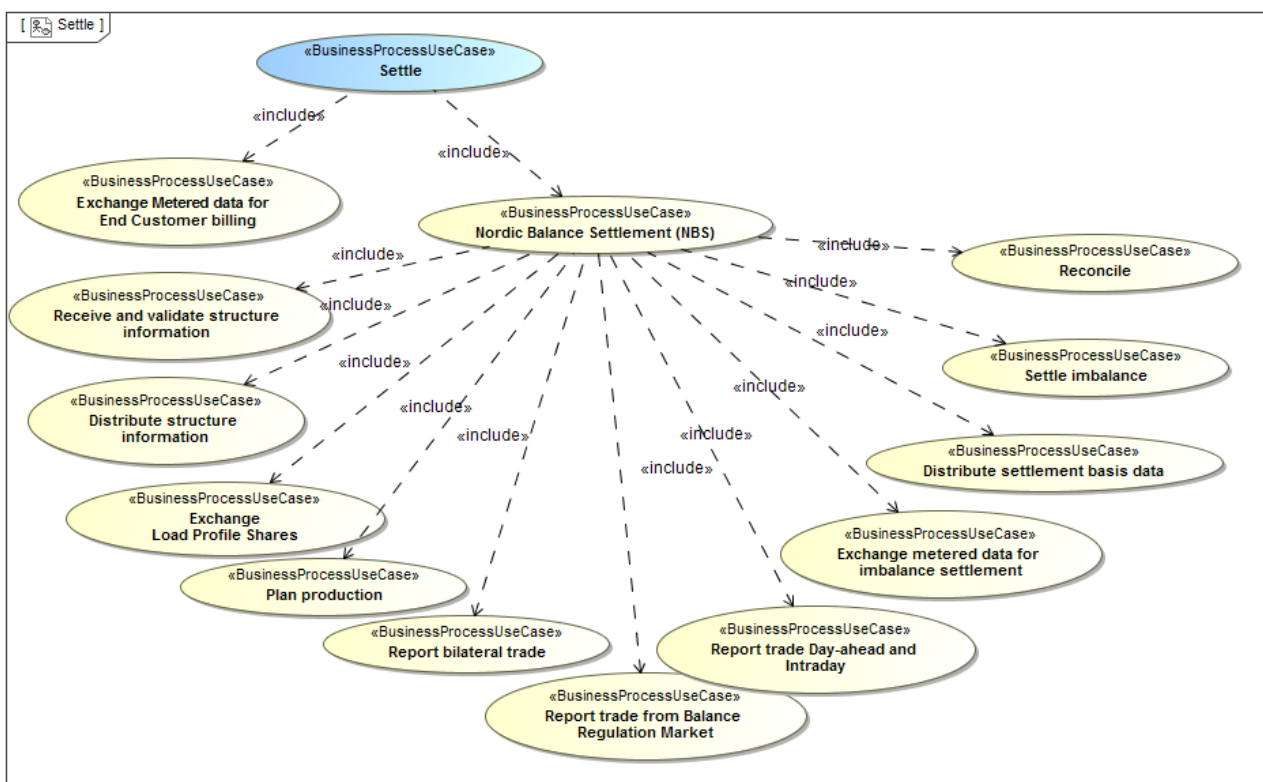 [ Settle ]
«BusinessProcessUseCase»
Settle
«include»
«include»
«BusinessProcessUseCase»
Exchange Metered data for
End Customer billing
«BusinessProcessUseCase»
Nordic Balance Settlement (NBS)
«include»
«BusinessProcessUseCase»
Reconcile
«include»
«BusinessProcessUseCase»
Receive and validate structure
information
«include»
«include»
«include»
«BusinessProcessUseCase»
Settle imbalance
«include»
«include»
«BusinessProcessUseCase»
Distribute structure
information
«include»
«include»
«include»
«include»
«BusinessProcessUseCase»
Distribute settlement basis data
«BusinessProcessUseCase»
Exchange
Load Profile Shares
«BusinessProcessUseCase»
Exchange metered data for
imbalance settlement
«BusinessProcessUseCase»
Plan production
«BusinessProcessUseCase»
Report bilateral trade
«BusinessProcessUseCase»
Report trade Day-ahead and
Intraday
«BusinessProcessUseCase»
Report trade from Balance
Regulation Market